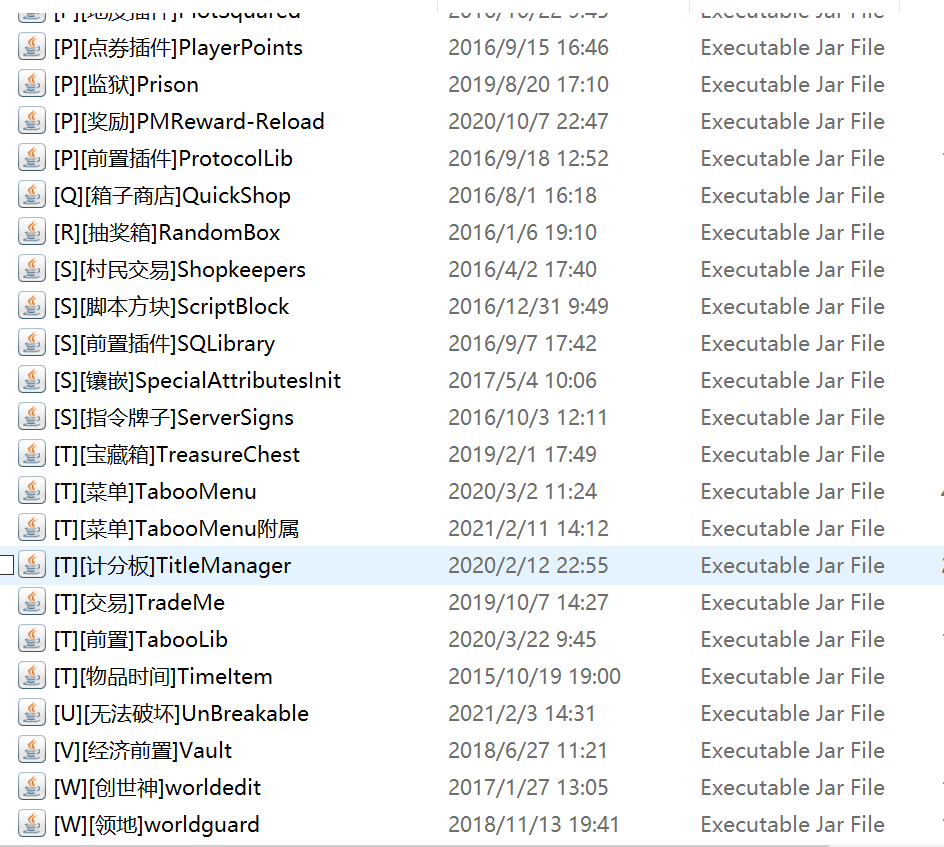 [P][地皮插件]PlotSquared 2016/10/22 9:45 Executable Jar File
[P][点券插件]PlayerPoints 2016/9/15 16:46 Executable Jar File
[P][监狱]Prison 2019/8/20 17:10 Executable Jar File
[P][奖励]PMReward-Reload 2020/10/7 22:47 Executable Jar File
[P][前置插件]ProtocolLib 2016/9/18 12:52 Executable Jar File
[Q][箱子商店]QuickShop 2016/8/1 16:18 Executable Jar File
[R][抽奖箱]RandomBox 2016/1/6 19:10 Executable Jar File
[S][村民交易]Shopkeepers 2016/4/2 17:40 Executable Jar File
[S][脚本方块]ScriptBlock 2016/12/31 9:49 Executable Jar File
[S][前置插件]SQLibrary 2016/9/7 17:42 Executable Jar File
[S][镶嵌]SpecialAttributesInit 2017/5/4 10:06 Executable Jar File
[S][指令牌子]ServerSigns 2016/10/3 12:11 Executable Jar File
[T][宝藏箱]TreasureChest 2019/2/1 17:49 Executable Jar File
[T][菜单]TabooMenu 2020/3/2 11:24 Executable Jar File
[T][菜单]TabooMenu附属 2021/2/11 14:12 Executable Jar File
[T][计分板]TitleManager 2020/2/12 22:55 Executable Jar File
[T][交易]TradeMe 2019/10/7 14:27 Executable Jar File
[T][前置]TabooLib 2020/3/22 9:45 Executable Jar File
[T][物品时间]TimeItem 2015/10/19 19:00 Executable Jar File
[U][无法破坏]UnBreakable 2021/2/3 14:31 Executable Jar File
[V][经济前置]Vault 2018/6/27 11:21 Executable Jar File
[W][创世神]worldedit 2017/1/27 13:05 Executable Jar File
[W][领地]worldguard 2018/11/13 19:41 Executable Jar File